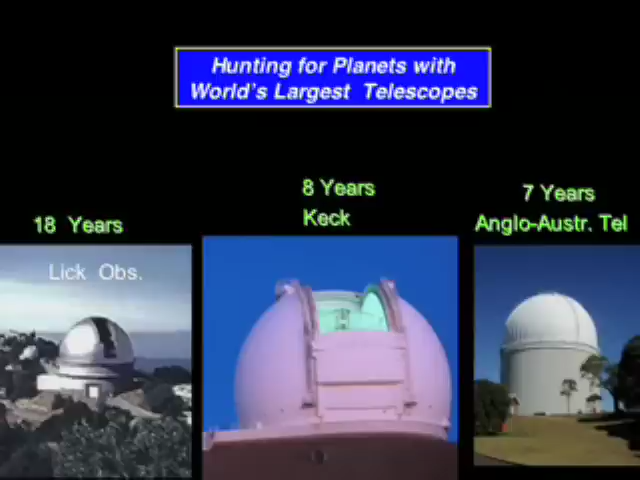 Hunting for Planets with
World's Largest Telescopes
8 Years
Keck
7 Years
Anglo-Austr. Tel
18 Years
Lick Obs.